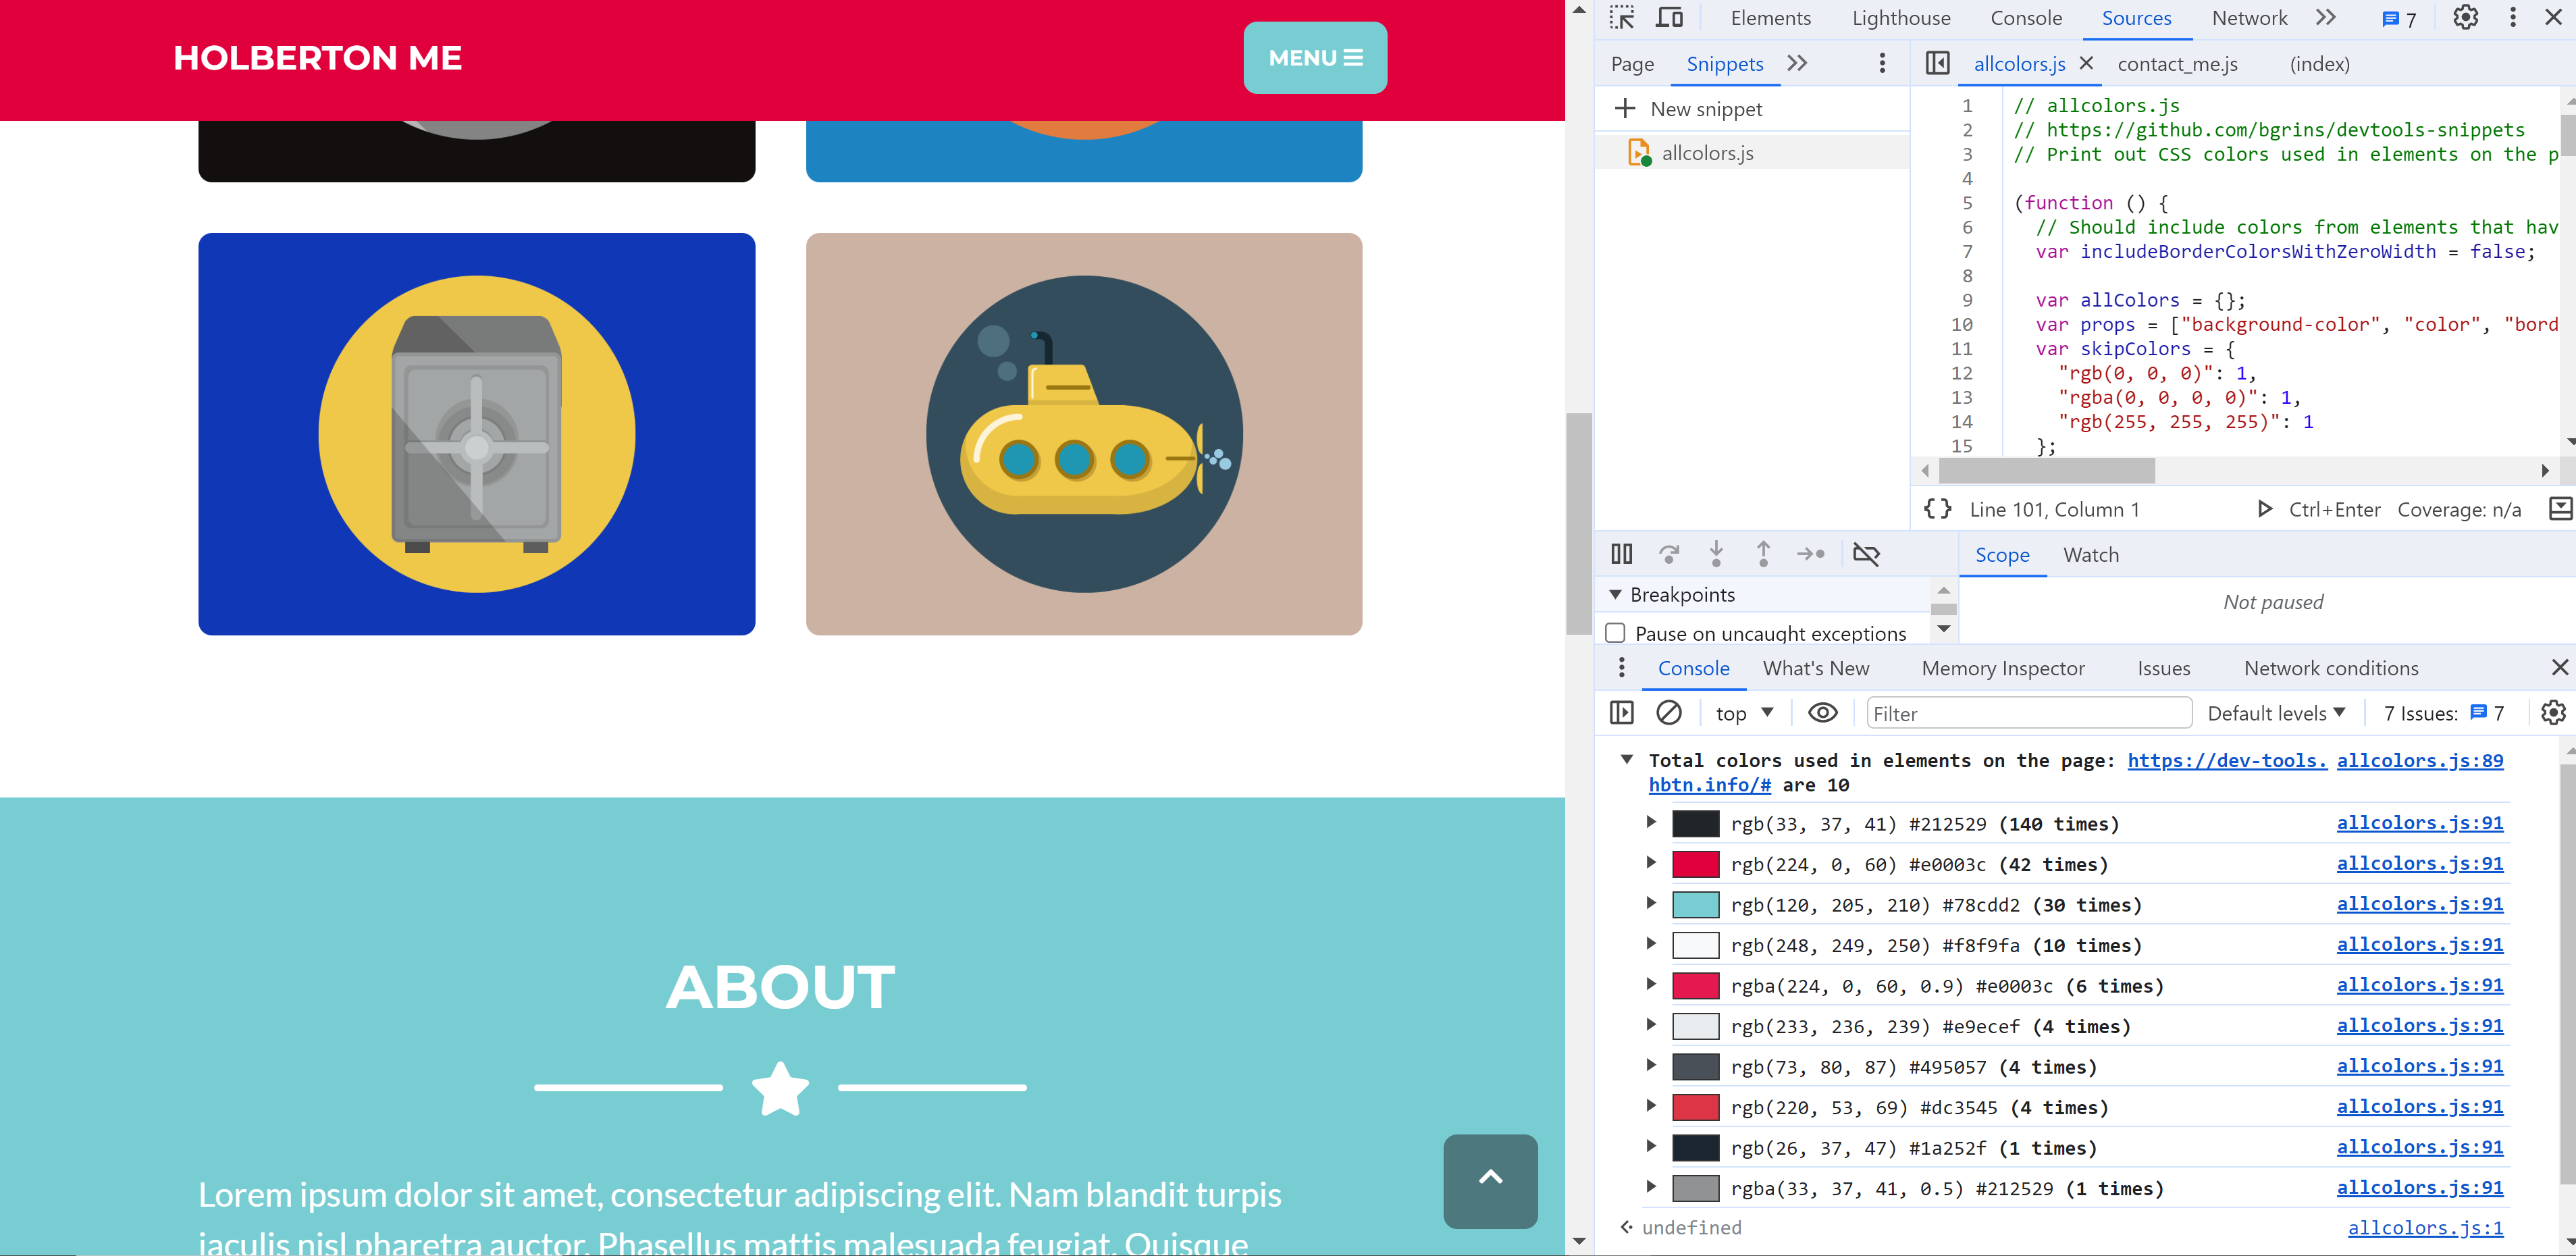 HOLBERTON ME
MENU
ABOUT
Lorem ipsum dolor sit amet, consectetur adipiscing elit. Nam blandit turpis
iaculis nisl pharetra auctor. Phasellus mattis malesuada feugiat. Quisque
Elements Lighthouse Console Sources Network 7
Page Snippets
New snippet
allcolors.js
allcolors.js contact_me.js (index)
1 // allcolors.js
2 // https://github.com/bgrins/devtools-snippets
3 // Print out CSS colors used in elements on the p
4
5 (function () {
6 // Should include colors from elements that hav
7 var includeBorderColorsWithZeroWidth = false;
8
9 var allColors = {};
10 var props = ["background-color", "color", "bord
11 var skipColors = {
12 "rgb(0, 0, 0)": 1,
13 "rgba(0, 0, 0, 0)": 1,
14 "rgb(255, 255, 255)": 1
15 };
{} Line 101, Column 1 Ctrl+Enter Coverage: n/a
Breakpoints
Pause on uncaught exceptions
Scope Watch
Not paused
Console What's New Memory Inspector Issues Network conditions
top Filter Default levels 7 Issues: 7
Total colors used in elements on the page: https://dev-tools. allcolors.js:89
hbtn.info/# are 10
rgb(33, 37, 41) #212529 (140 times) allcolors.js:91
rgb(224, 0, 60) #e0003c (42 times) allcolors.js:91
rgb(120, 205, 210) #78cdd2 (30 times) allcolors.js:91
rgb(248, 249, 250) #f8f9fa (10 times) allcolors.js:91
rgba(224, 0, 60, 0.9) #e0003c (6 times) allcolors.js:91
rgb(233, 236, 239) #e9ecef (4 times) allcolors.js:91
rgb(73, 80, 87) #495057 (4 times) allcolors.js:91
rgb(220, 53, 69) #dc3545 (4 times) allcolors.js:91
rgb(26, 37, 47) #1a252f (1 times) allcolors.js:91
rgba(33, 37, 41, 0.5) #212529 (1 times) allcolors.js:91
undefined allcolors.js:1